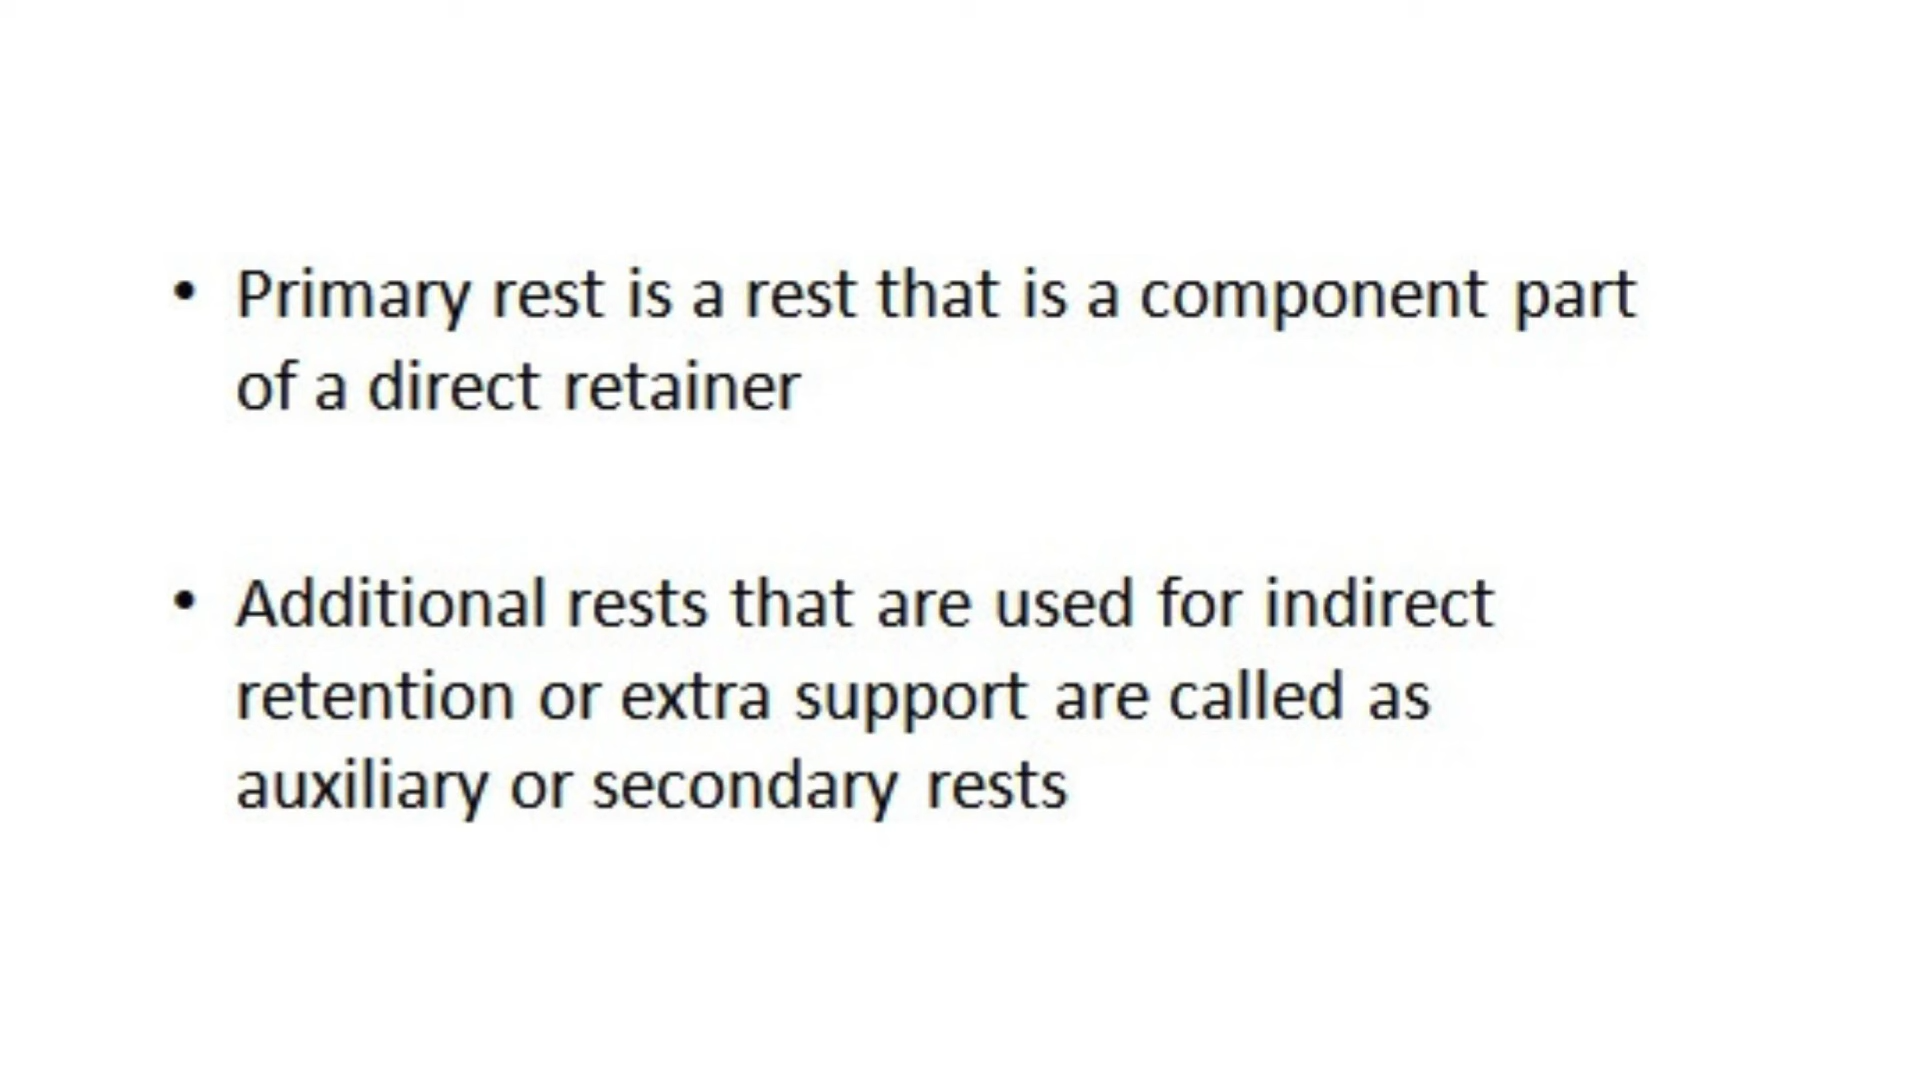 • Primary rest is a rest that is a component part
of a direct retainer
• Additional rests that are used for indirect
retention or extra support are called as
auxiliary or secondary rests